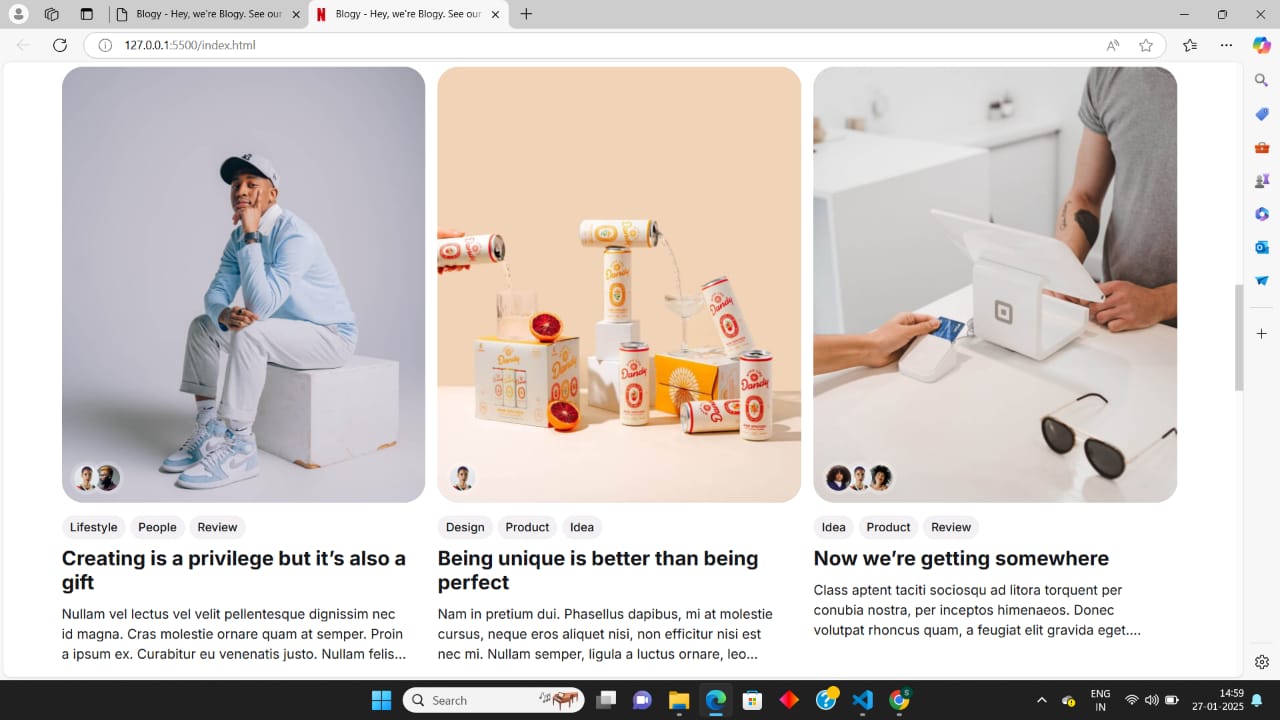 Blogy - Hey, we're Blogy. See our
Blogy - Hey, we're Blogy. See our
127.0.0.1:5500/index.html
Dandy
Dandy
Dandy
Dandy
Dandy
Lifestyle
People
Review
Creating is a privilege but it's also a
gift
Nullam vel lectus vel velit pellentesque dignissim nec
id magna. Cras molestie ornare quam at semper. Proin
a ipsum ex. Curabitur eu venenatis justo. Nullam felis...
Design
Product
Idea
Being unique is better than being
perfect
Nam in pretium dui. Phasellus dapibus, mi at molestie
cursus, neque eros aliquet nisi, non efficitur nisi est
nec mi. Nullam semper, ligula a luctus ornare, leo...
Idea
Product
Review
Now we're getting somewhere
Class aptent taciti sociosqu ad litora torquent per
conubia nostra, per inceptos himenaeos. Donec
volutpat rhoncus quam, a feugiat elit gravida eget....
Search
ENG
IN
14:59
27-01-2025